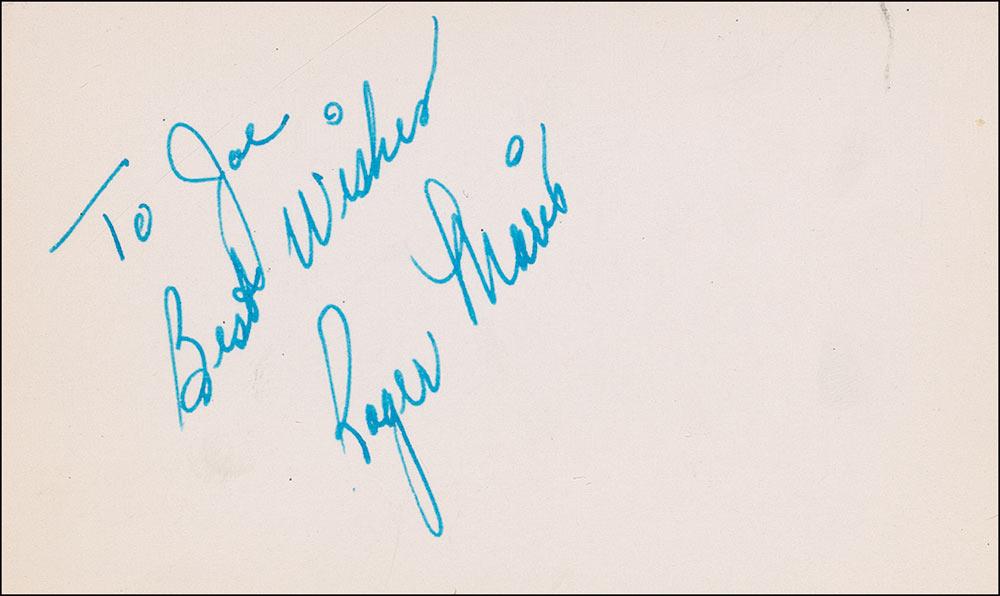 To Joe
Best Wishes
Roger Maris